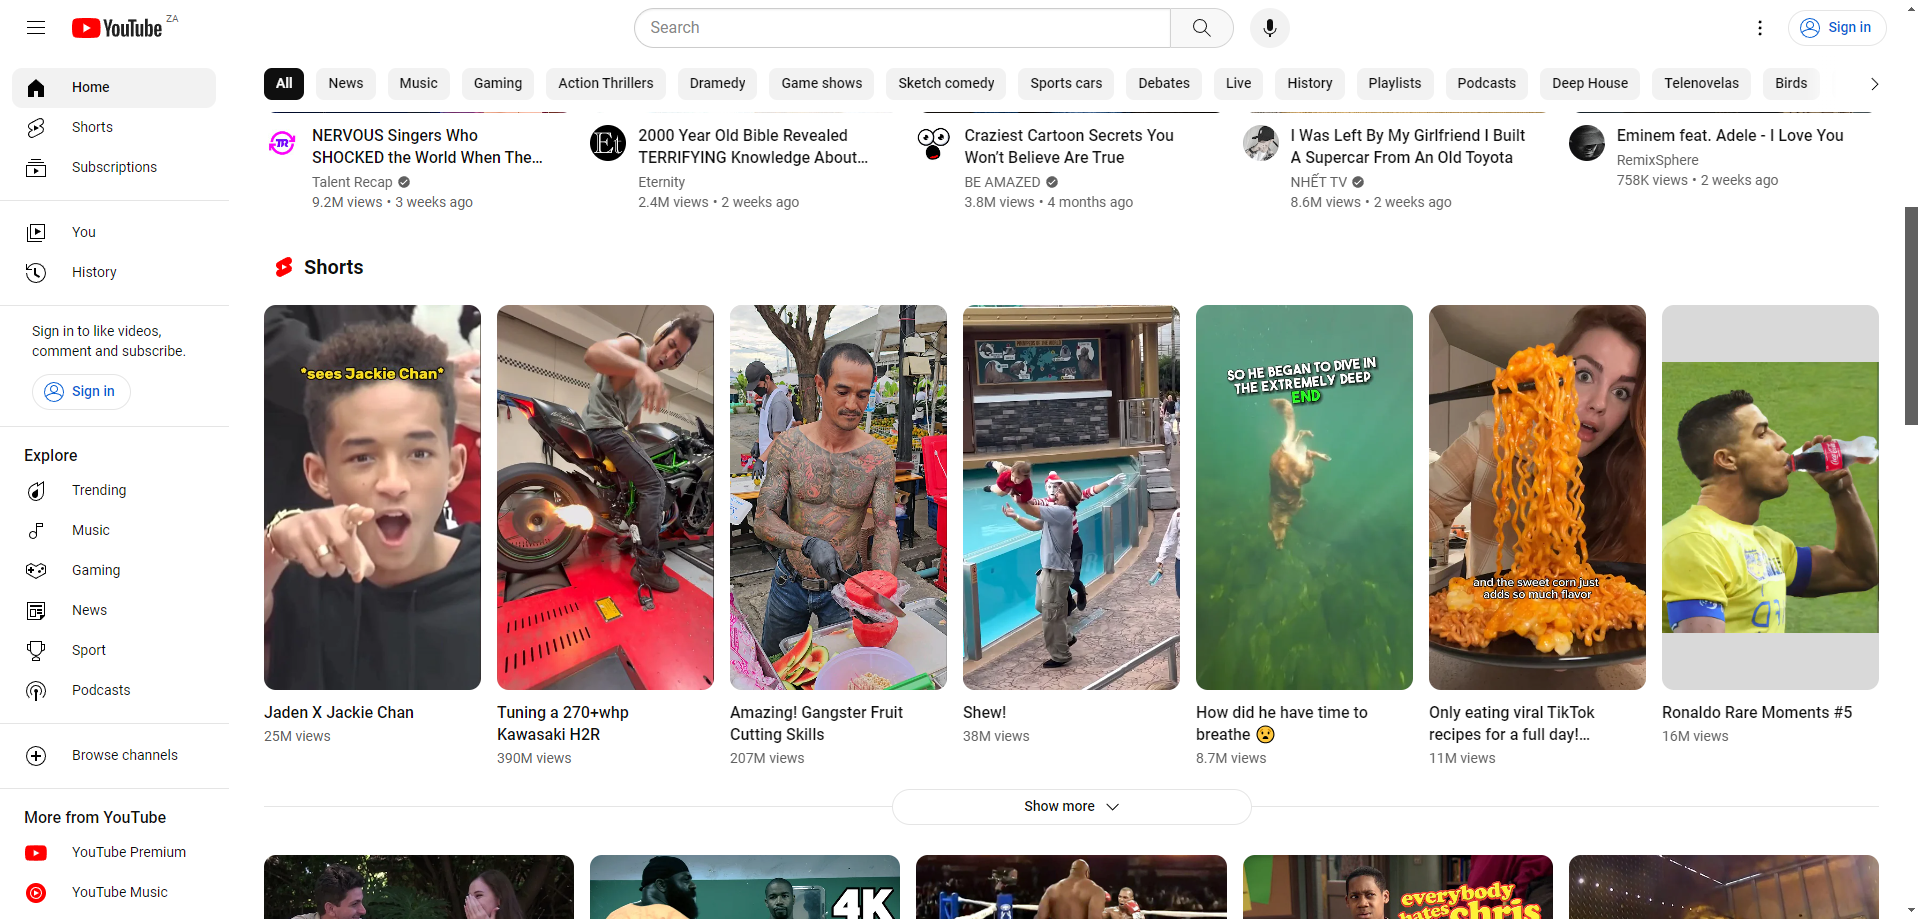 YouTube ZA
Search
Sign in
Home
Shorts
Subscriptions
You
History
Sign in to like videos,
comment and subscribe.
Sign in
Explore
Trending
Music
Gaming
News
Sport
Podcasts
Browse channels
More from YouTube
YouTube Premium
YouTube Music
All News Music Gaming Action Thrillers Dramedy Game shows Sketch comedy Sports cars Debates Live History Playlists Podcasts Deep House Telenovelas Birds
TR
NERVOUS Singers Who
SHOCKED the World When The...
Talent Recap
9.2M views • 3 weeks ago
Et
2000 Year Old Bible Revealed
TERRIFYING Knowledge About...
Eternity
2.4M views • 2 weeks ago
Craziest Cartoon Secrets You
Won't Believe Are True
BE AMAZED
3.8M views • 4 months ago
I Was Left By My Girlfriend I Built
A Supercar From An Old Toyota
NHẾT TV
8.6M views • 2 weeks ago
Eminem feat. Adele - I Love You
RemixSphere
758K views • 2 weeks ago
Shorts
*sees Jackie Chan*
Jaden X Jackie Chan
25M views
Tuning a 270+whp
Kawasaki H2R
390M views
Amazing! Gangster Fruit
Cutting Skills
207M views
Shew!
38M views
SO HE BEGAN TO DIVE IN
THE EXTREMELY DEEP
END
How did he have time to
breathe 😧
8.7M views
and the sweet corn just
adds so much flavor
Only eating viral TikTok
recipes for a full day!...
11M views
Coca-Cola
Ronaldo Rare Moments #5
16M views
Show more
4K
everybody
hates chris